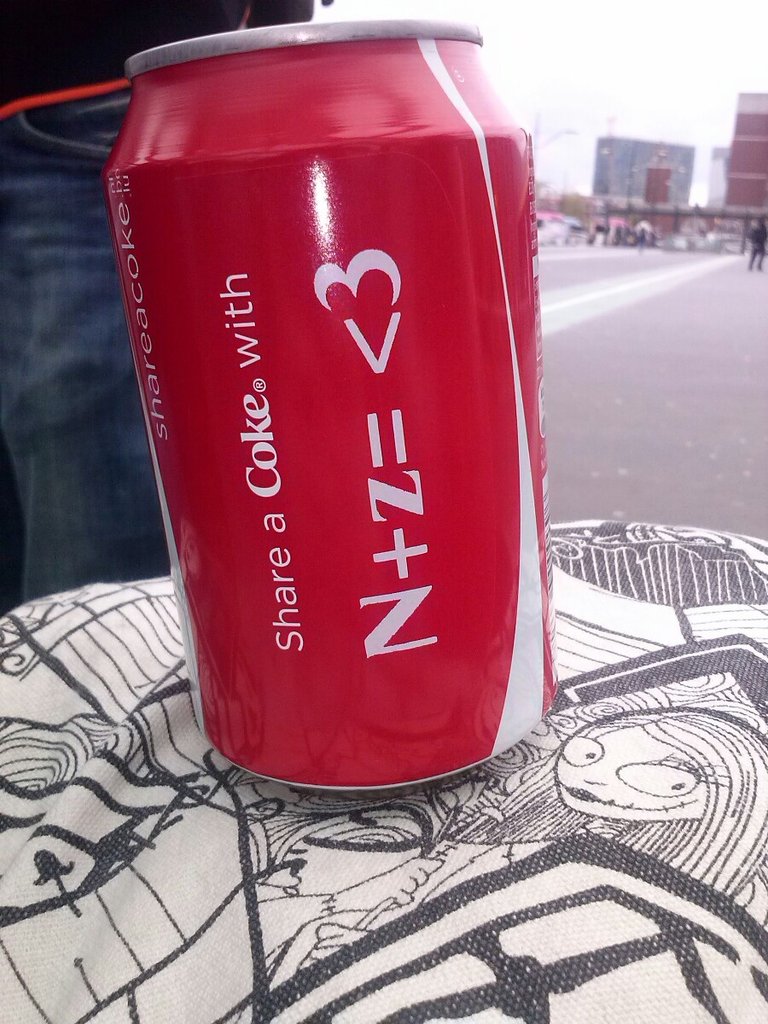 shareacoke
Share a Coke® with
N+Z= <3